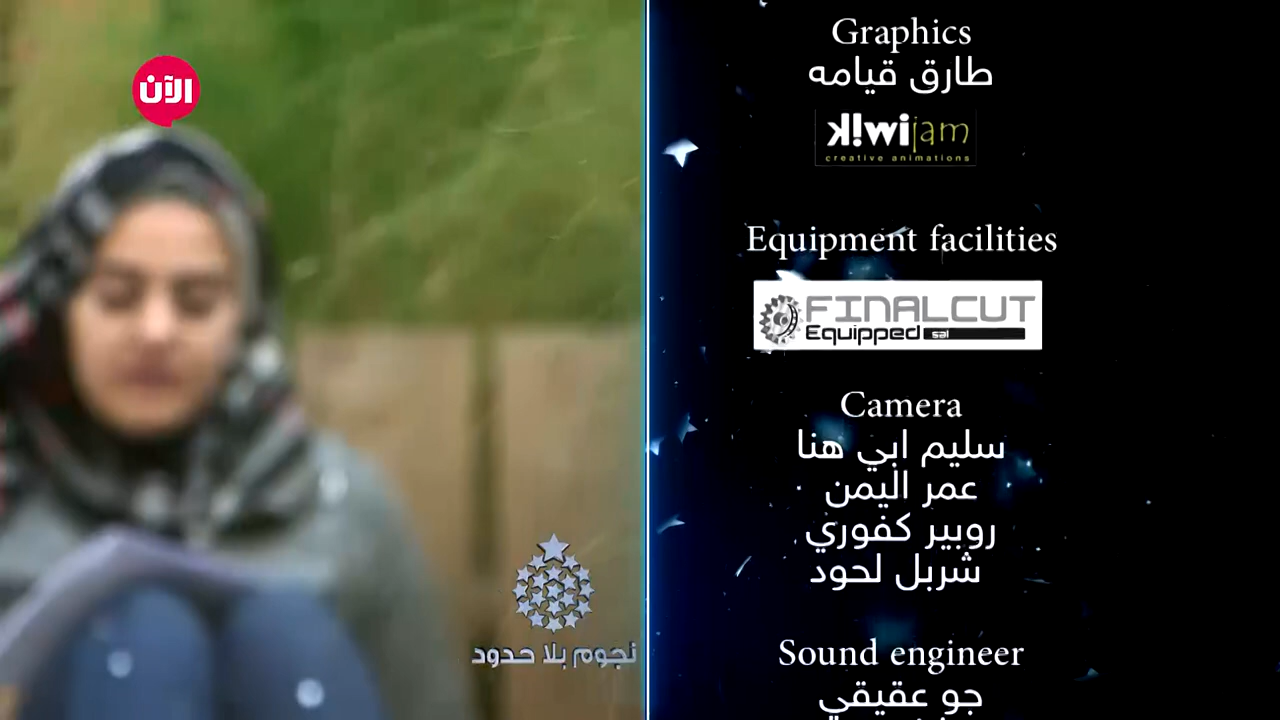 الآن
نجوم بلا حدود
Graphics
طارق قيامه
k!wijam
creative animations
Equipment facilities
FINALCUT
Equipped sal
Camera
سليم ابي هنا
عمر اليمن
روبير كفوري
شربل لحود
Sound engineer
جو عقيقي